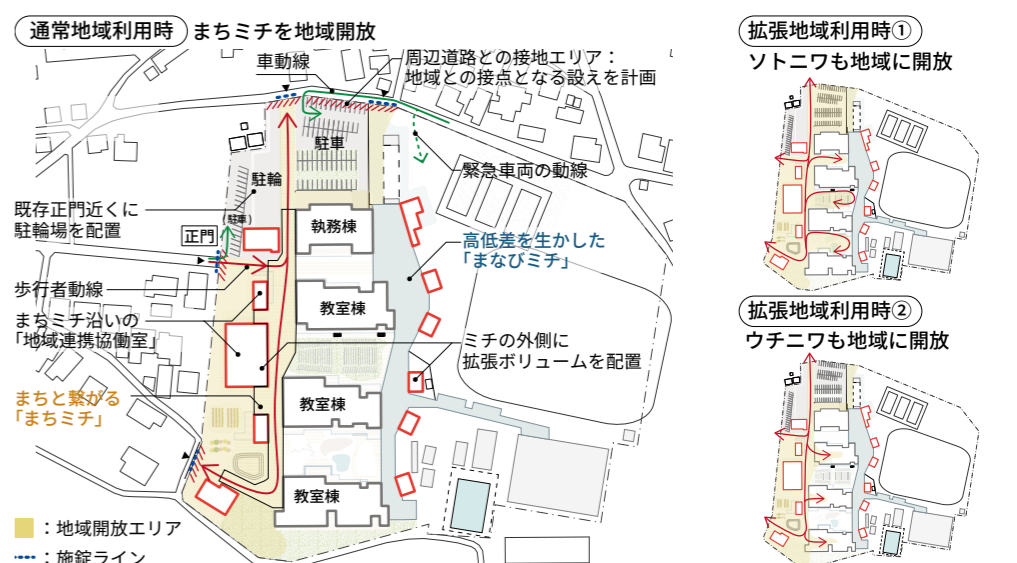 通常地域利用時 まちミチを地域開放
車動線
周辺道路との接地エリア：
地域との接点となる設えを計画
駐車
駐輪
緊急車両の動線
既存正門近くに
駐輪場を配置
(駐車)
正門
執務棟
高低差を生かした
「まなびミチ」
歩行者動線
教室棟
まちミチ沿いの
「地域連携協働室」
ミチの外側に
拡張ボリュームを配置
まちと繋がる
「まちミチ」
教室棟
教室棟
：地域開放エリア
：施錠ライン
拡張地域利用時①
ソトニワも地域に開放
拡張地域利用時②
ウチニワも地域に開放